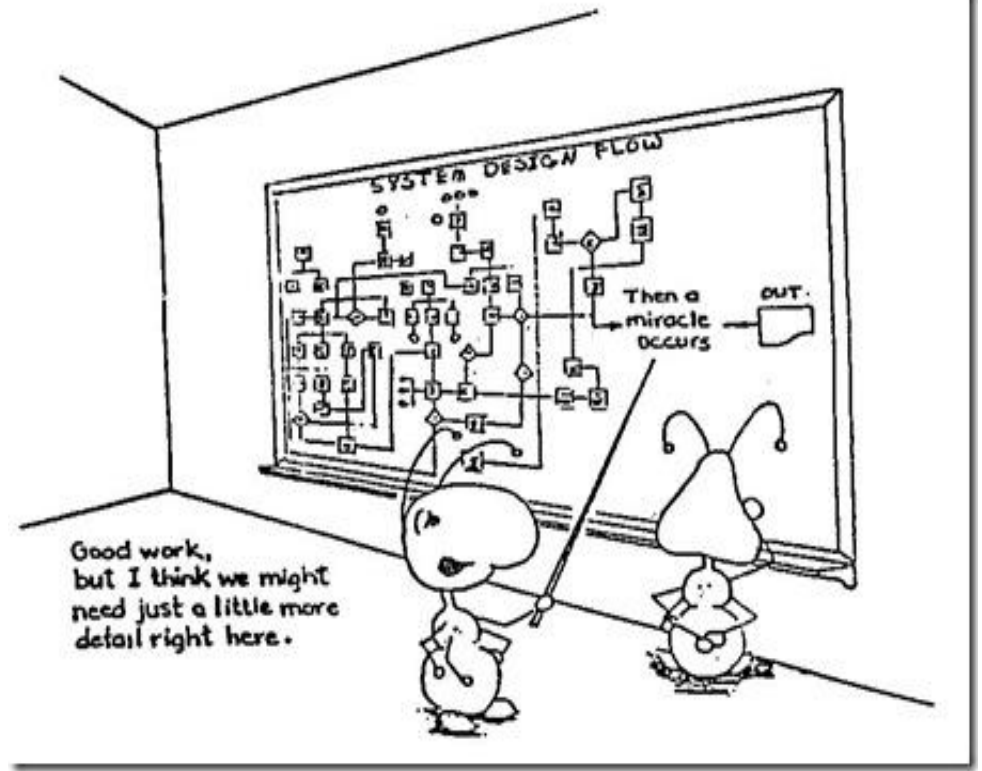 SYSTEM DESIGN FLOW
Then a
miracle
occurs
OUT.
Good work,
but I think we might
need just a little more
detail right here.